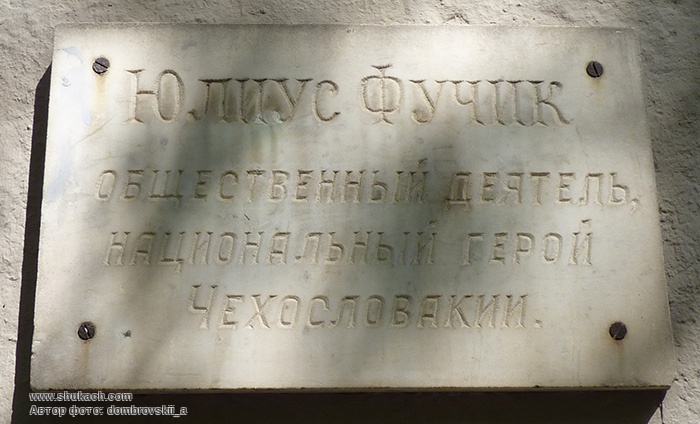 Юлиус Фучик
общественный деятель,
национальный герой
Чехословакии.
www.shukach.com
Автор фото: dombrovskii_a